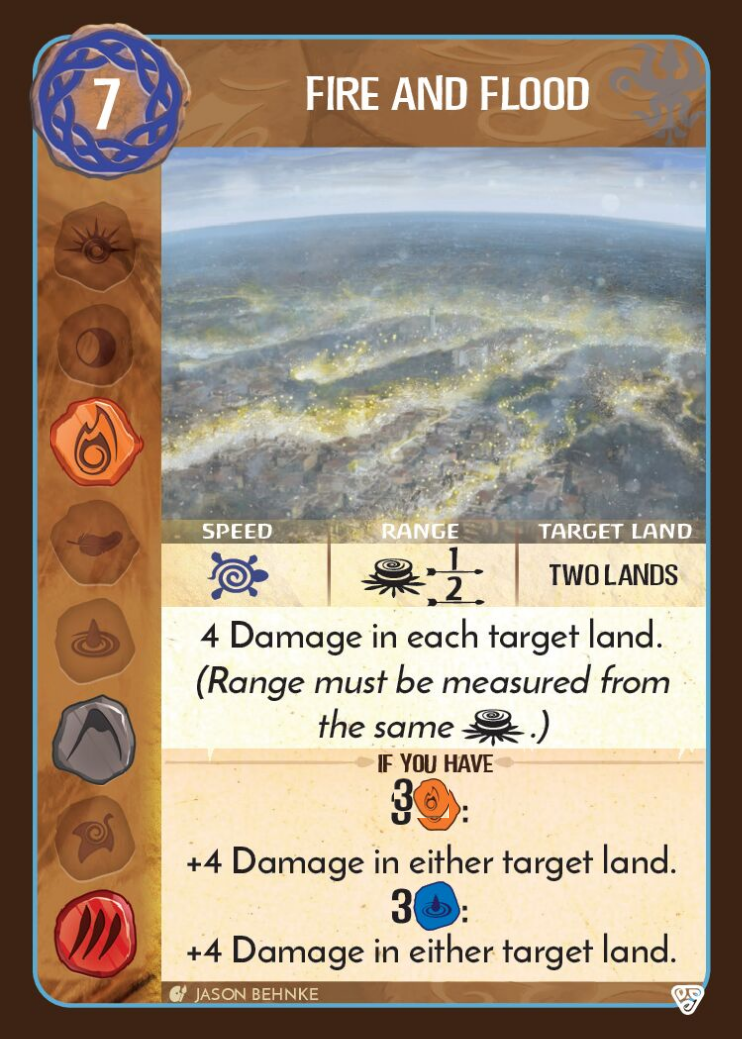 7
FIRE AND FLOOD
SPEED RANGE TARGET LAND
1
2
TWO LANDS
4 Damage in each target land.
(Range must be measured from
the same .)
IF YOU HAVE
3 :
+4 Damage in either target land.
3 :
+4 Damage in either target land.
JASON BEHNKE